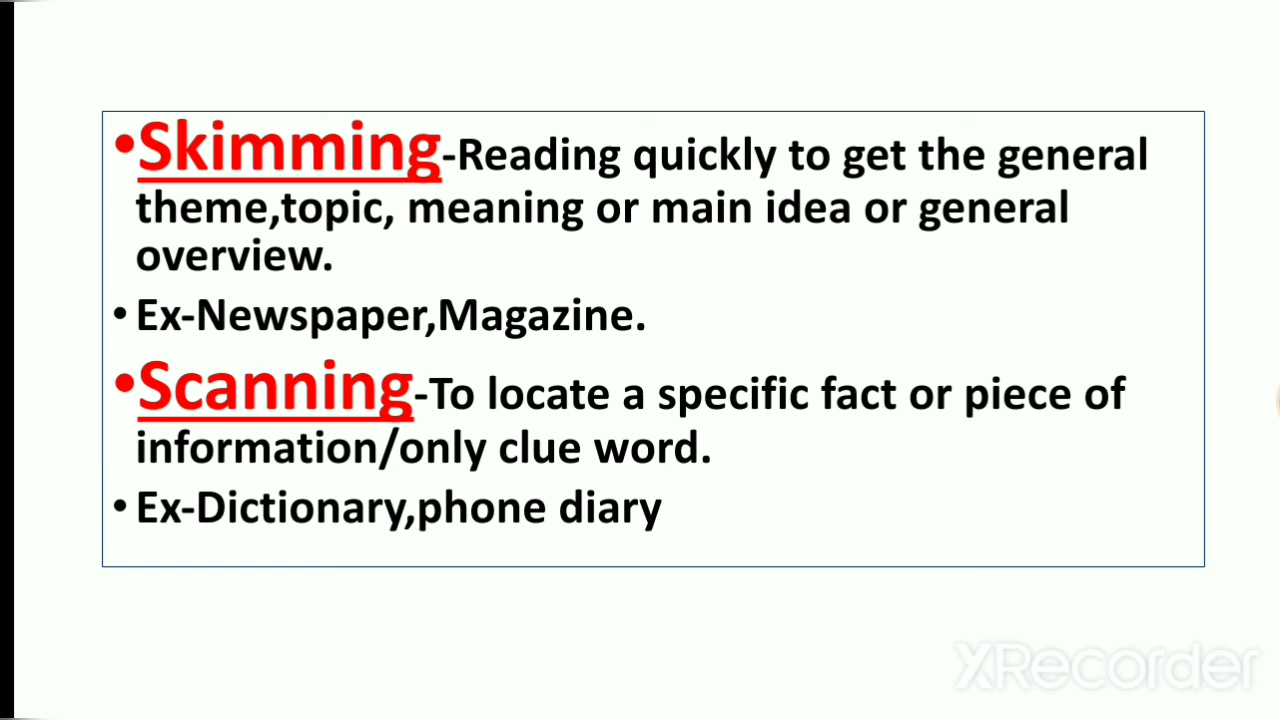 •Skimming-Reading quickly to get the general
theme,topic, meaning or main idea or general
overview.
• Ex-Newspaper,Magazine.
•Scanning-To locate a specific fact or piece of
information/only clue word.
• Ex-Dictionary,phone diary
XRecorder